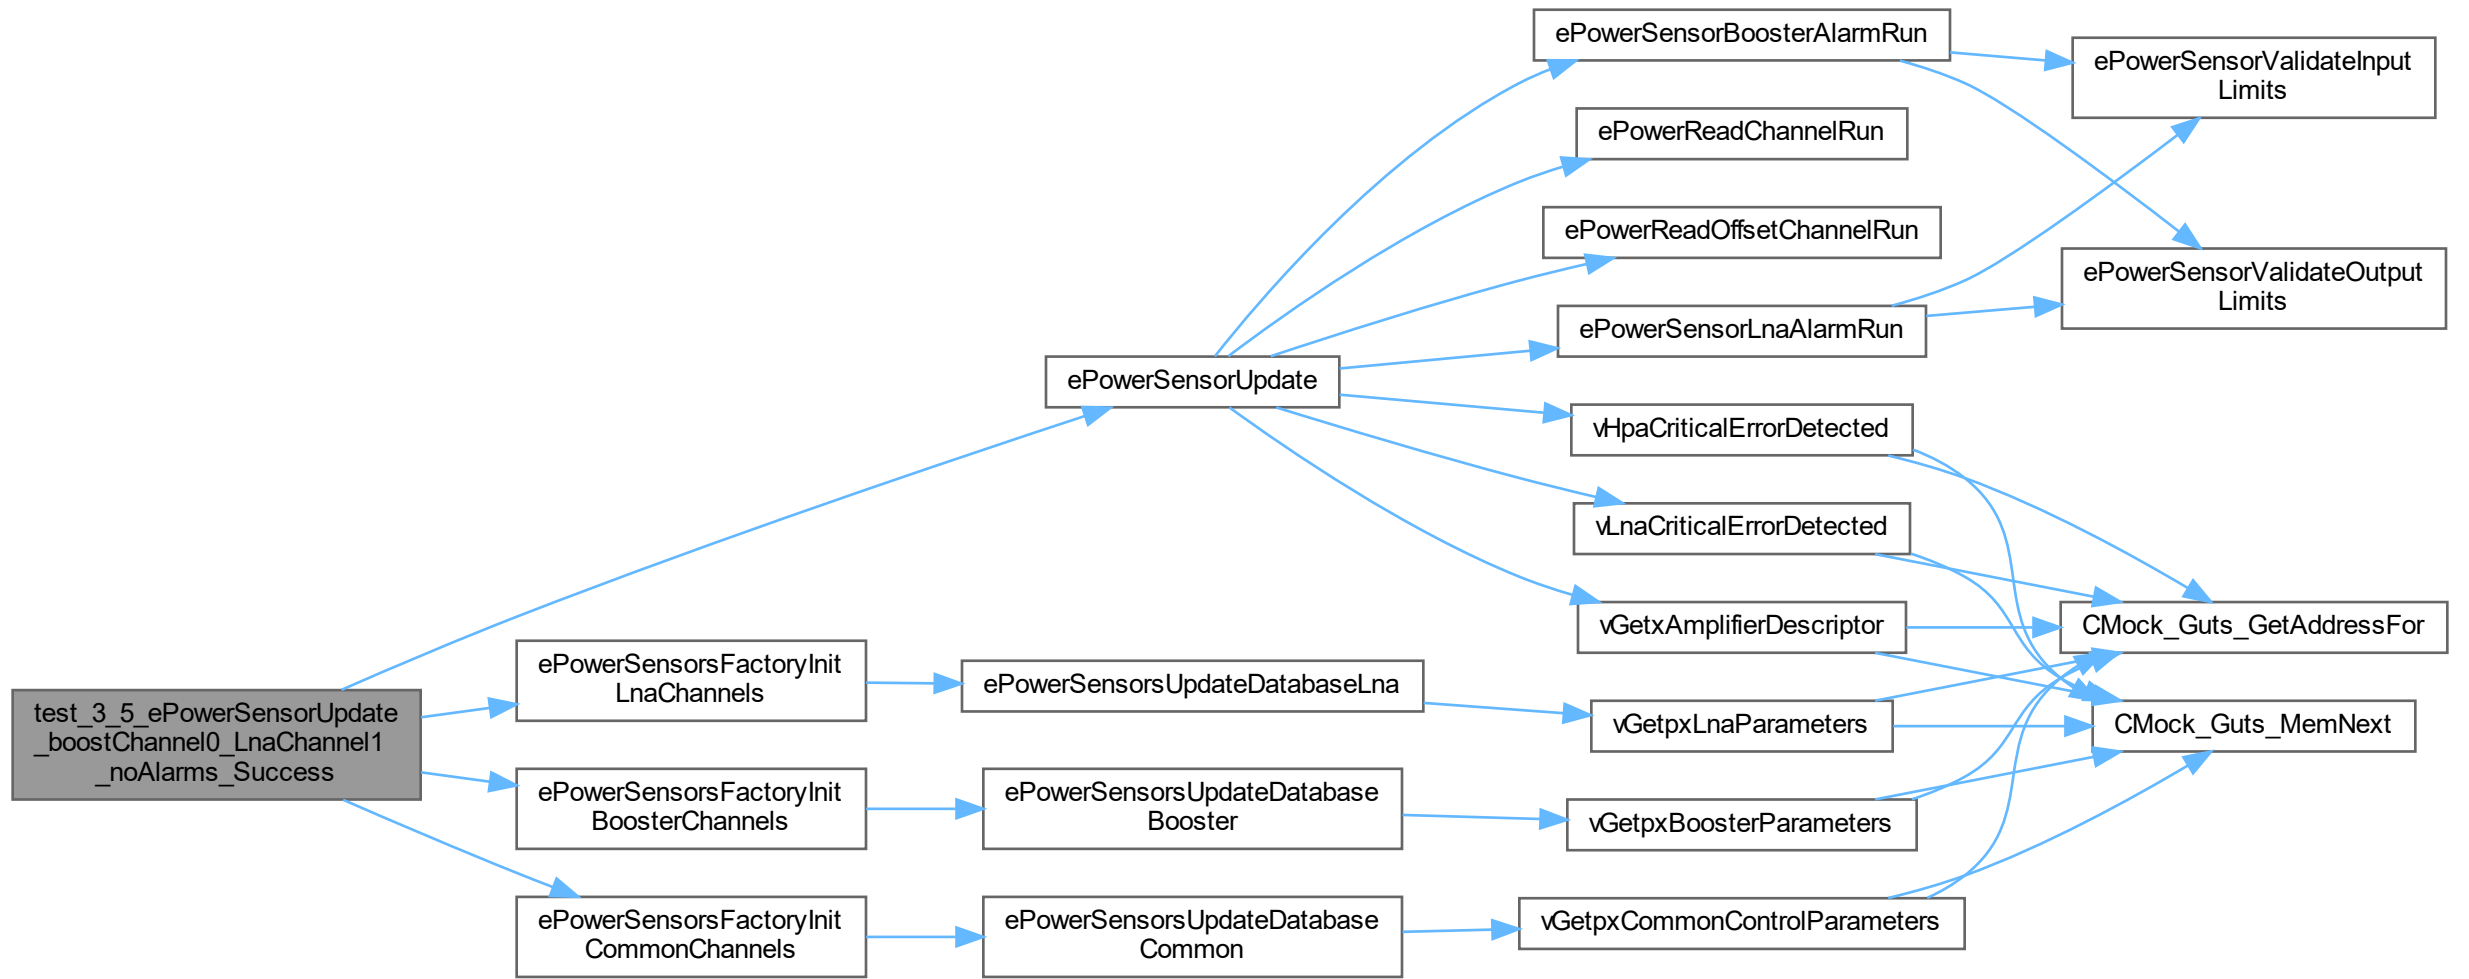 ePowerSensorBoosterAlarmRun
ePowerSensorValidateInput
Limits
ePowerReadChannelRun
ePowerReadOffsetChannelRun
ePowerSensorValidateOutput
Limits
ePowerSensorLnaAlarmRun
ePowerSensorUpdate
vHpaCriticalErrorDetected
vLnaCriticalErrorDetected
vGetxAmplifierDescriptor
CMock_Guts_GetAddressFor
ePowerSensorsFactoryInit
LnaChannels
ePowerSensorsUpdateDatabaseLna
vGetpxLnaParameters
CMock_Guts_MemNext
test_3_5_ePowerSensorUpdate
_boostChannel0_LnaChannel1
_noAlarms_Success
ePowerSensorsFactoryInit
BoosterChannels
ePowerSensorsUpdateDatabase
Booster
vGetpxBoosterParameters
ePowerSensorsFactoryInit
CommonChannels
ePowerSensorsUpdateDatabase
Common
vGetpxCommonControlParameters